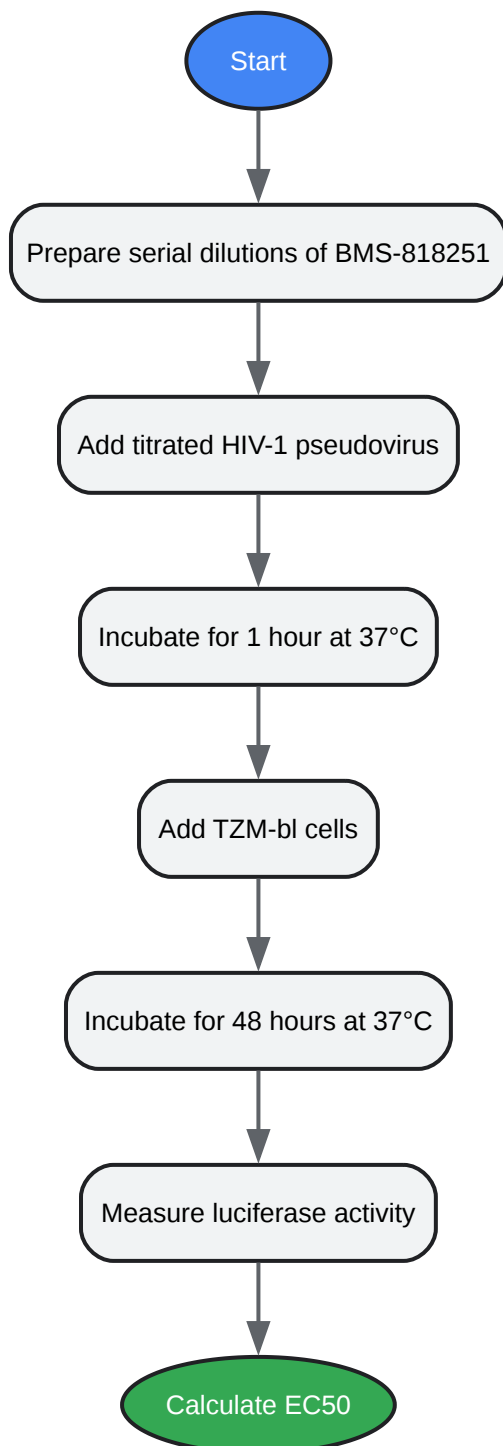 Start
Prepare serial dilutions of BMS-818251
Add titrated HIV-1 pseudovirus
Incubate for 1 hour at 37°C
Add TZM-bl cells
Incubate for 48 hours at 37°C
Measure luciferase activity
Calculate EC50